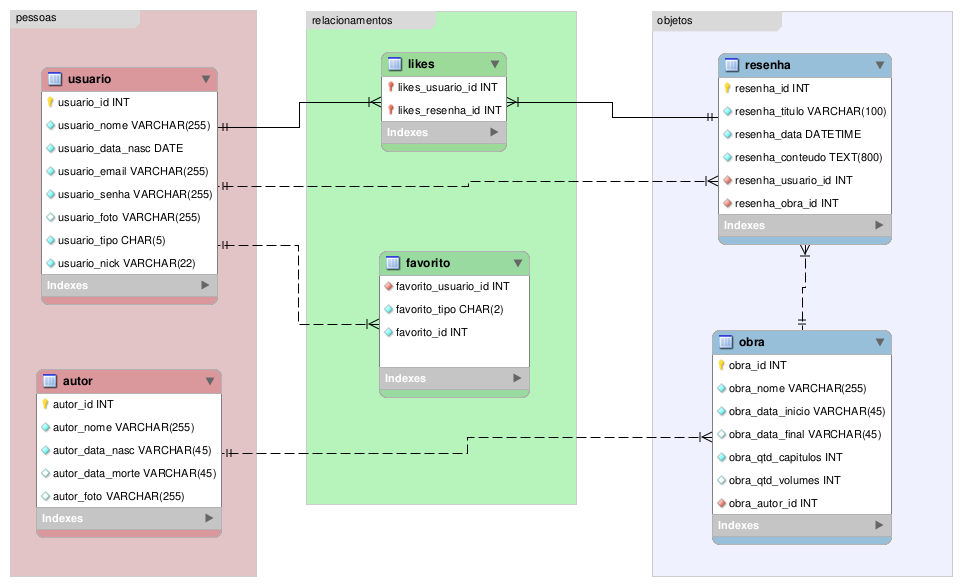 pessoas
usuario
usuario_id INT
usuario_nome VARCHAR(255)
usuario_data_nasc DATE
usuario_email VARCHAR(255)
usuario_senha VARCHAR(255)
usuario_foto VARCHAR(255)
usuario_tipo CHAR(5)
usuario_nick VARCHAR(22)
Indexes
autor
autor_id INT
autor_nome VARCHAR(255)
autor_data_nasc VARCHAR(45)
autor_data_morte VARCHAR(45)
autor_foto VARCHAR(255)
Indexes
relacionamentos
likes
likes_usuario_id INT
likes_resenha_id INT
Indexes
favorito
favorito_usuario_id INT
favorito_tipo CHAR(2)
favorito_id INT
Indexes
objetos
resenha
resenha_id INT
resenha_titulo VARCHAR(100)
resenha_data DATETIME
resenha_conteudo TEXT(800)
resenha_usuario_id INT
resenha_obra_id INT
Indexes
obra
obra_id INT
obra_nome VARCHAR(255)
obra_data_inicio VARCHAR(45)
obra_data_final VARCHAR(45)
obra_qtd_capitulos INT
obra_qtd_volumes INT
obra_autor_id INT
Indexes